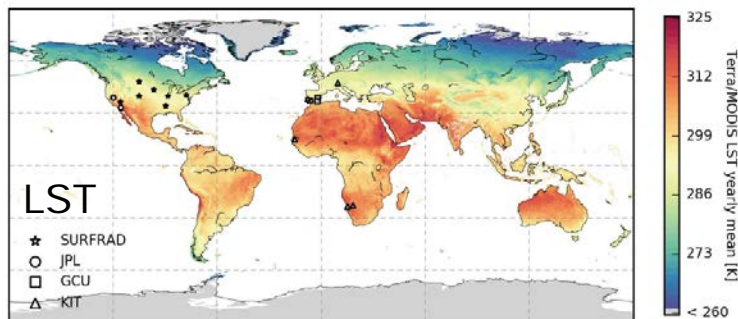 LST
SURFRAD
JPL
GCU
KIT
325
312
299
286
273
< 260
Terra/MODIS LST yearly mean [K]